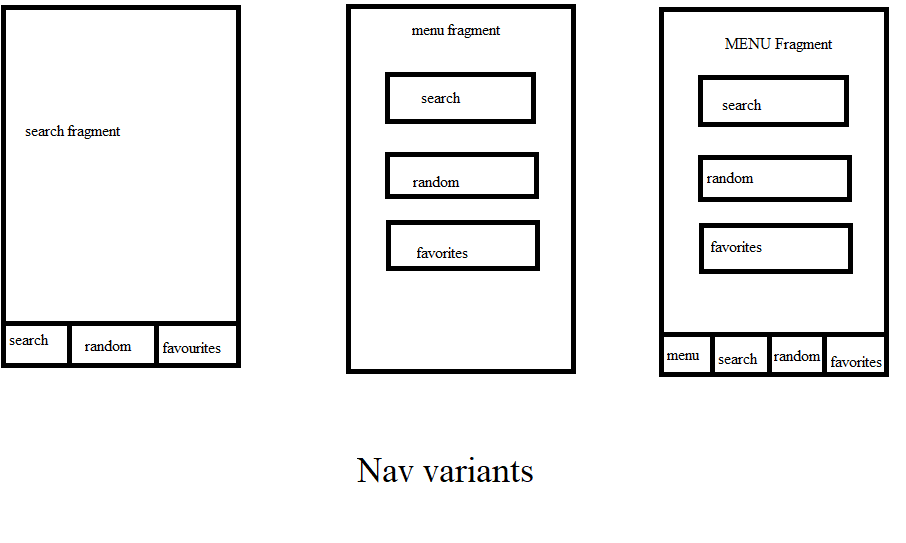 search fragment
search
random
favourites
menu fragment
search
random
favorites
MENU Fragment
search
random
favorites
menu
search
random
favorites
Nav variants